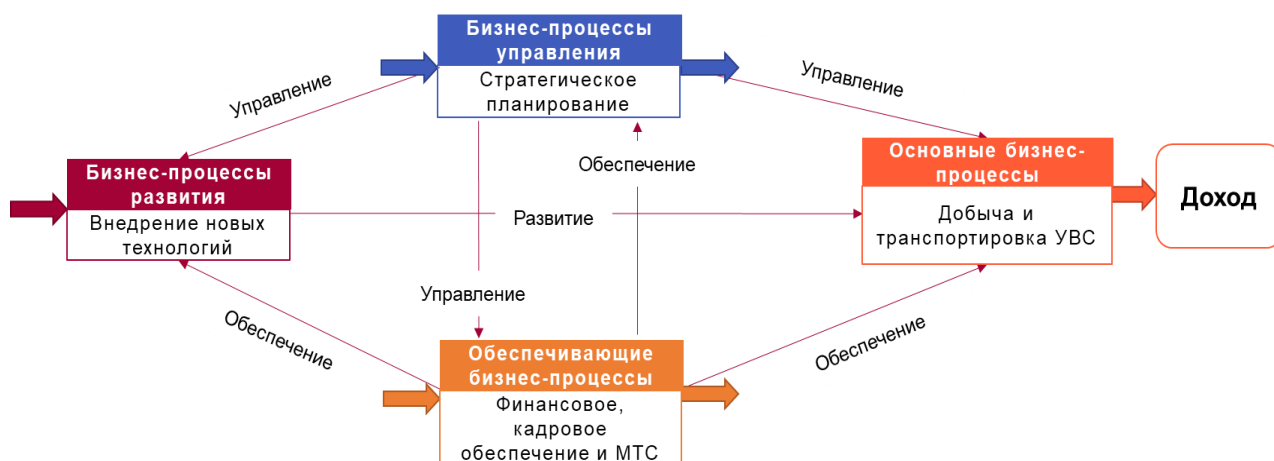 Бизнес-процессы
управления
Стратегическое
планирование
Управление
Управление
Обеспечение
Бизнес-процессы
развития
Внедрение новых
технологий
Развитие
Основные бизнес-
процессы
Добыча и
транспортировка УВС
Доход
Управление
Обеспечение
Обеспечение
Обеспечивающие
бизнес-процессы
Финансовое,
кадровое
обеспечение и МТС